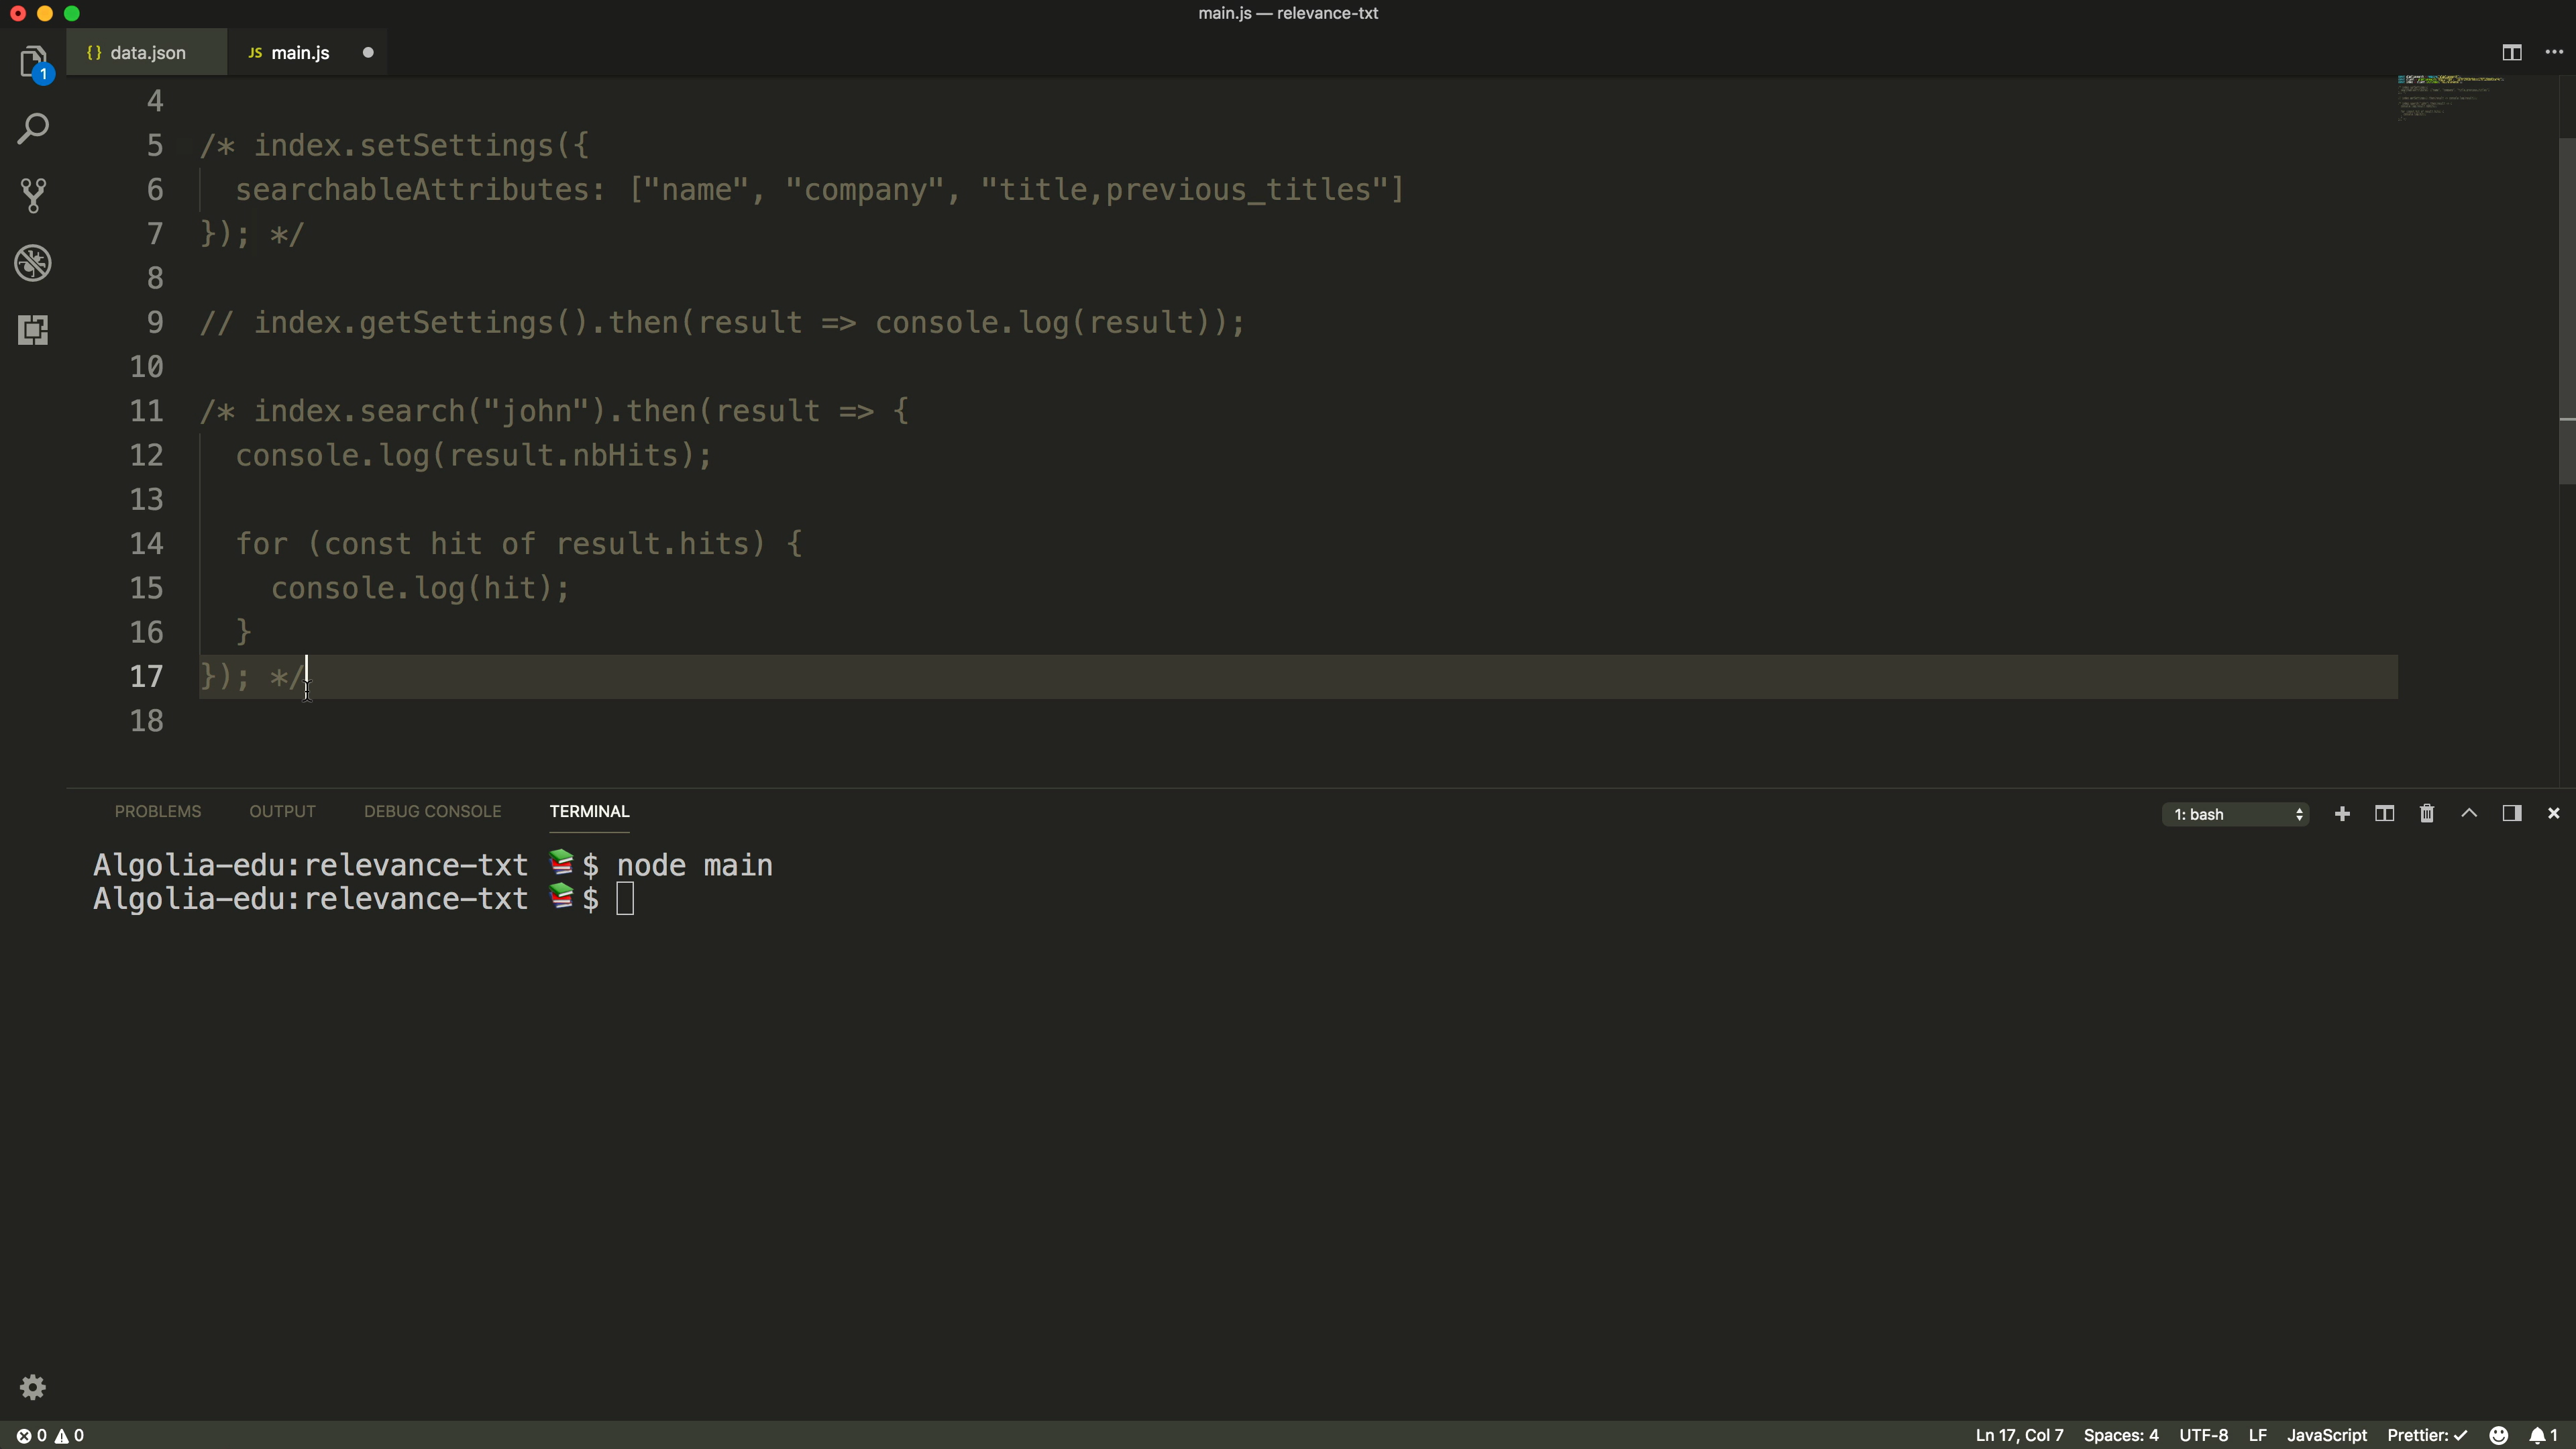 main.js — relevance-txt
{} data.json
JS main.js
1
4
5 /* index.setSettings({
6 searchableAttributes: ["name", "company", "title,previous_titles"]
7 }); */
8
9 // index.getSettings().then(result => console.log(result));
10
11 /* index.search("john").then(result => {
12 console.log(result.nbHits);
13
14 for (const hit of result.hits) {
15 console.log(hit);
16 }
17 }); */
18
PROBLEMS OUTPUT DEBUG CONSOLE TERMINAL 1: bash
Algolia-edu:relevance-txt 📚$ node main
Algolia-edu:relevance-txt 📚$
0 0 Ln 17, Col 7 Spaces: 4 UTF-8 LF JavaScript Prettier: ✓ 1